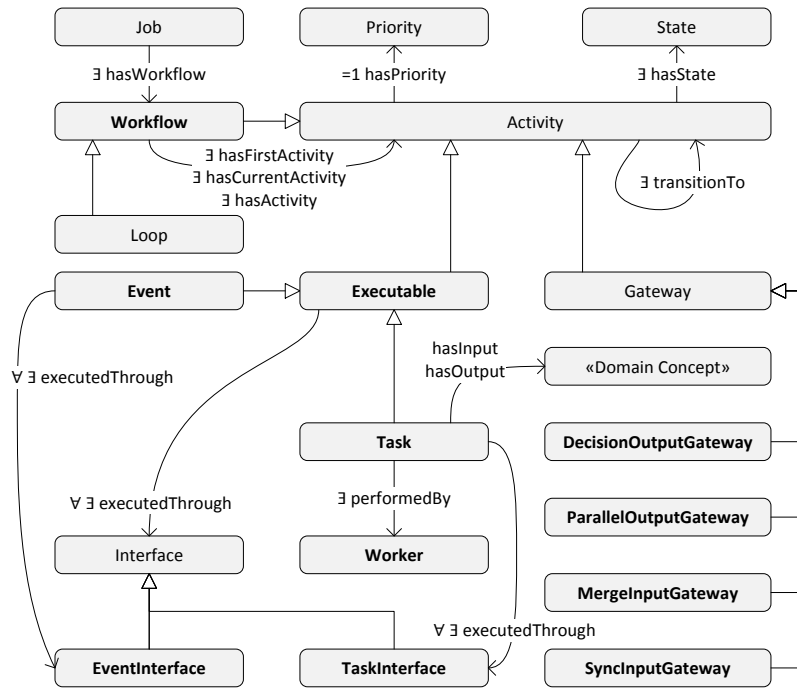 Job
Priority
State
∃ hasWorkflow
=1 hasPriority
∃ hasState
Workflow
Activity
∃ hasFirstActivity
∃ hasCurrentActivity
∃ hasActivity
∃ transitionTo
Loop
Event
Executable
Gateway
hasInput
hasOutput
«Domain Concept»
∀ ∃ executedThrough
Task
DecisionOutputGateway
∀ ∃ executedThrough
∃ performedBy
ParallelOutputGateway
Interface
Worker
MergeInputGateway
∀ ∃ executedThrough
EventInterface
TaskInterface
SyncInputGateway